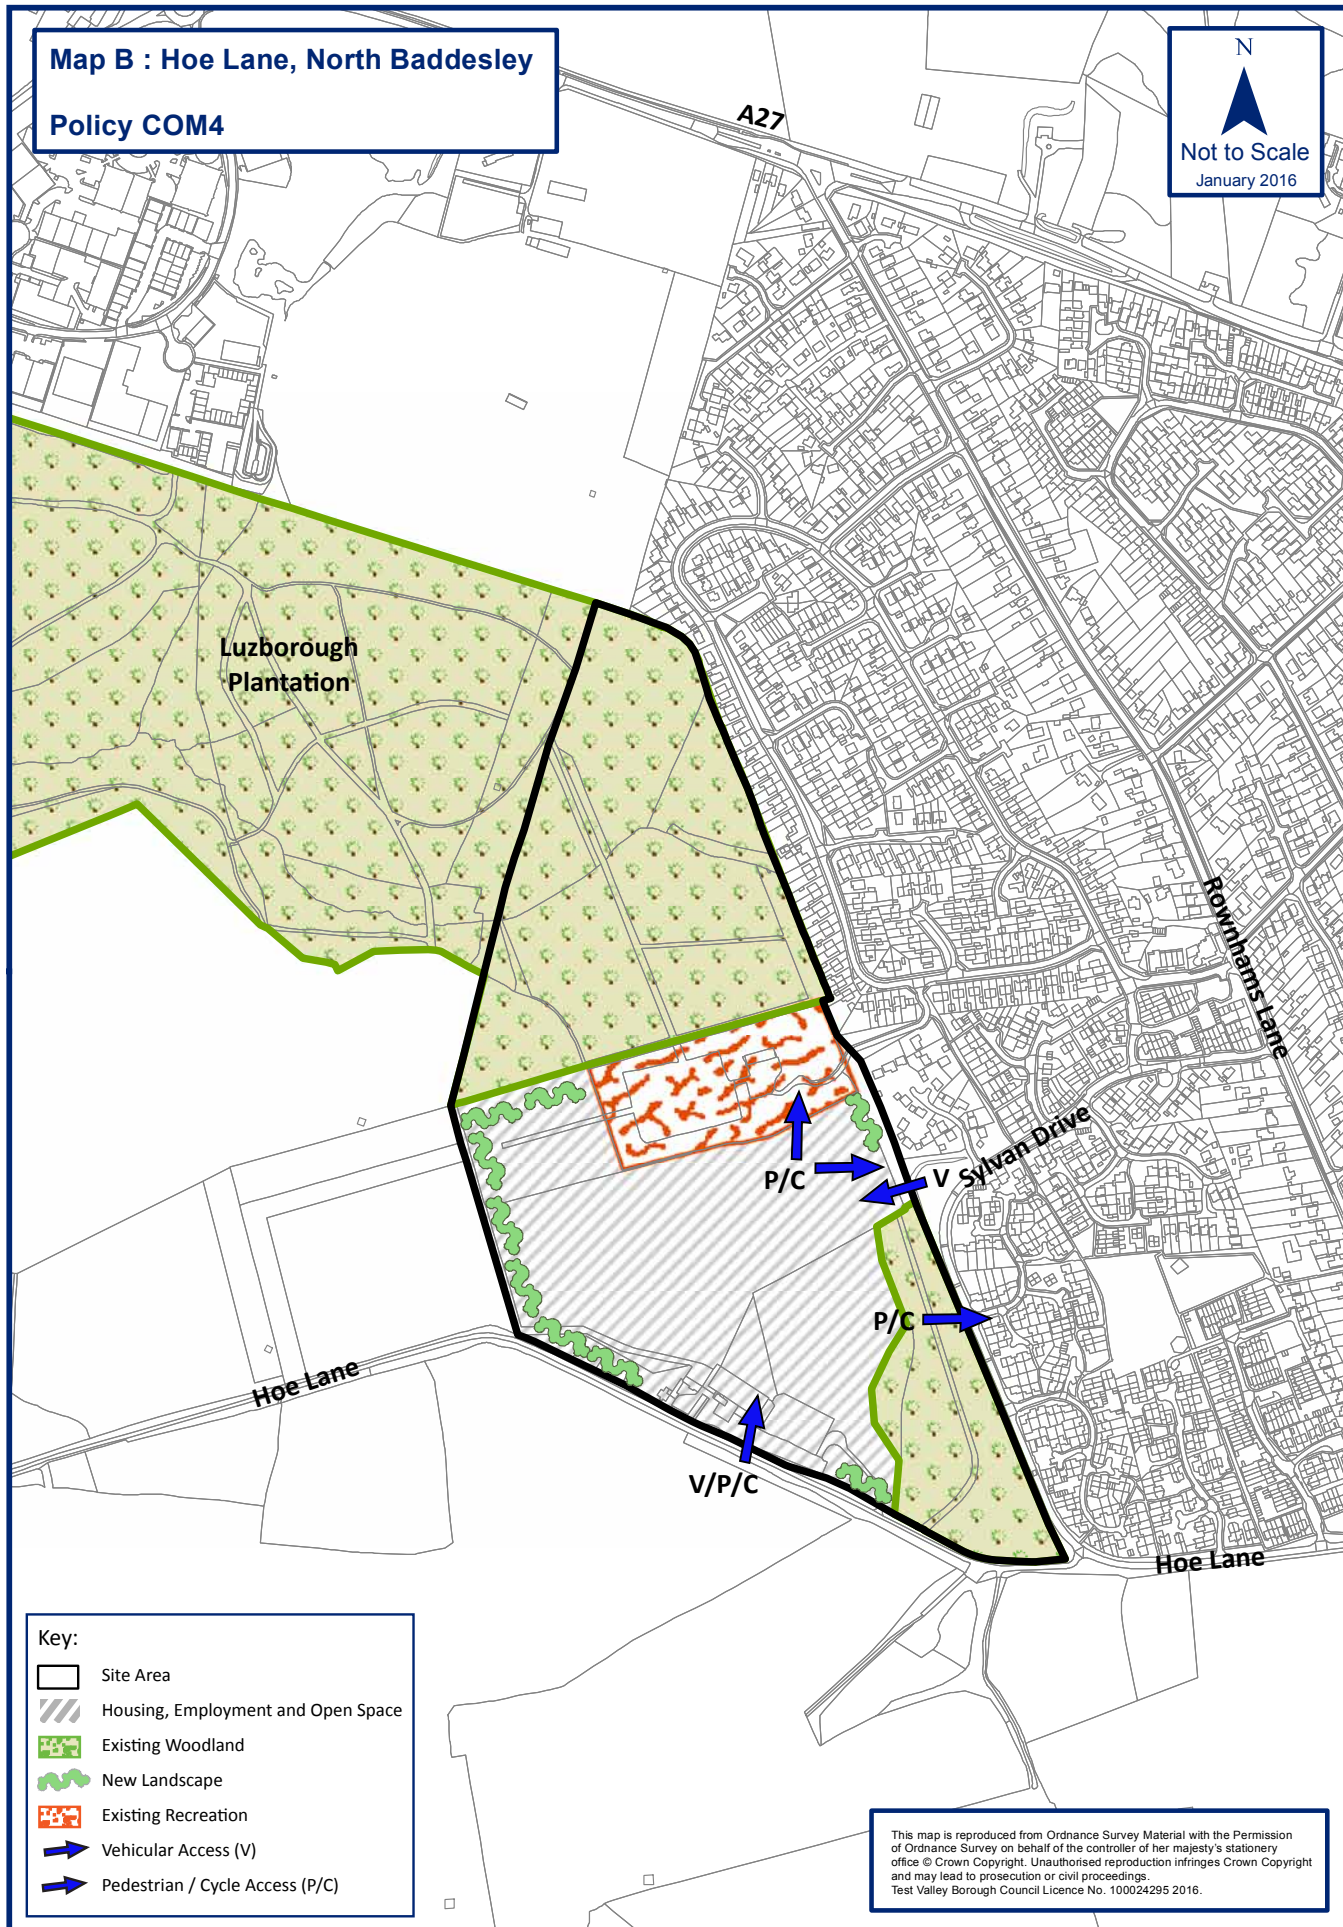 Map B : Hoe Lane, North Baddesley
Policy COM4
N
Not to Scale
January 2016
A27
Luzborough
Plantation
Rownhams Lane
Sylvan Drive
V
P/C
P/C
V/P/C
Hoe Lane
Hoe Lane
Key:
Site Area
Housing, Employment and Open Space
Existing Woodland
New Landscape
Existing Recreation
Vehicular Access (V)
Pedestrian / Cycle Access (P/C)
This map is reproduced from Ordnance Survey Material with the Permission
of Ordnance Survey on behalf of the controller of her majesty's stationery
office © Crown Copyright. Unauthorised reproduction infringes Crown Copyright
and may lead to prosecution or civil proceedings.
Test Valley Borough Council Licence No. 100024295 2016.